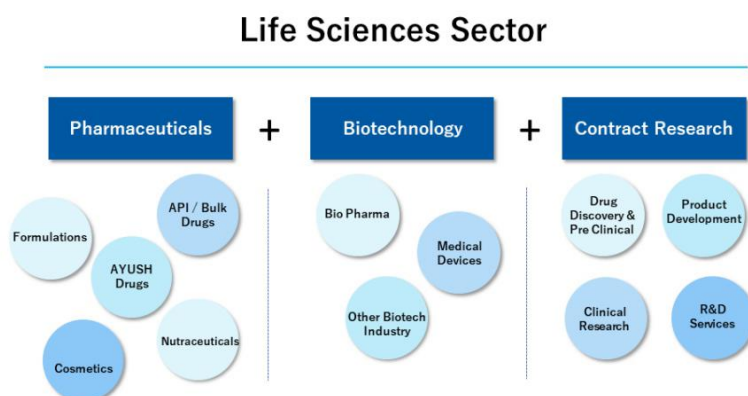 Life Sciences Sector
Pharmaceuticals + Biotechnology + Contract Research
Formulations
API / Bulk
Drugs
AYUSH
Drugs
Cosmetics
Nutraceuticals
Bio Pharma
Medical
Devices
Other Biotech
Industry
Drug
Discovery &
Pre Clinical
Product
Development
Clinical
Research
R&D
Services